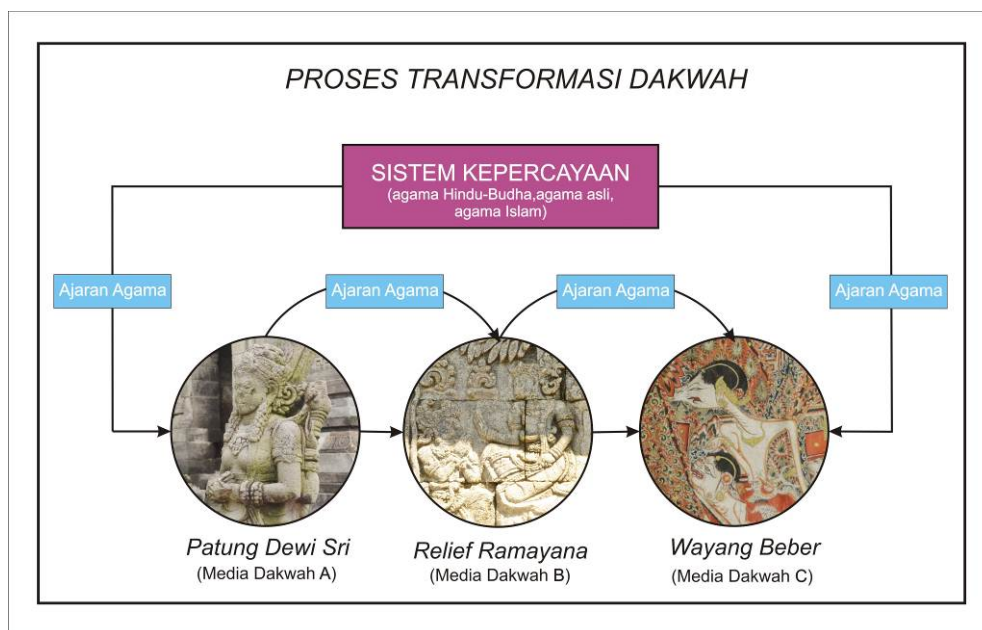 PROSES TRANSFORMASI DAKWAH
SISTEM KEPERCAYAAN
(agama Hindu-Budha,agama asli,
agama Islam)
Ajaran Agama
Ajaran Agama
Ajaran Agama
Ajaran Agama
Patung Dewi Sri
(Media Dakwah A)
Relief Ramayana
(Media Dakwah B)
Wayang Beber
(Media Dakwah C)